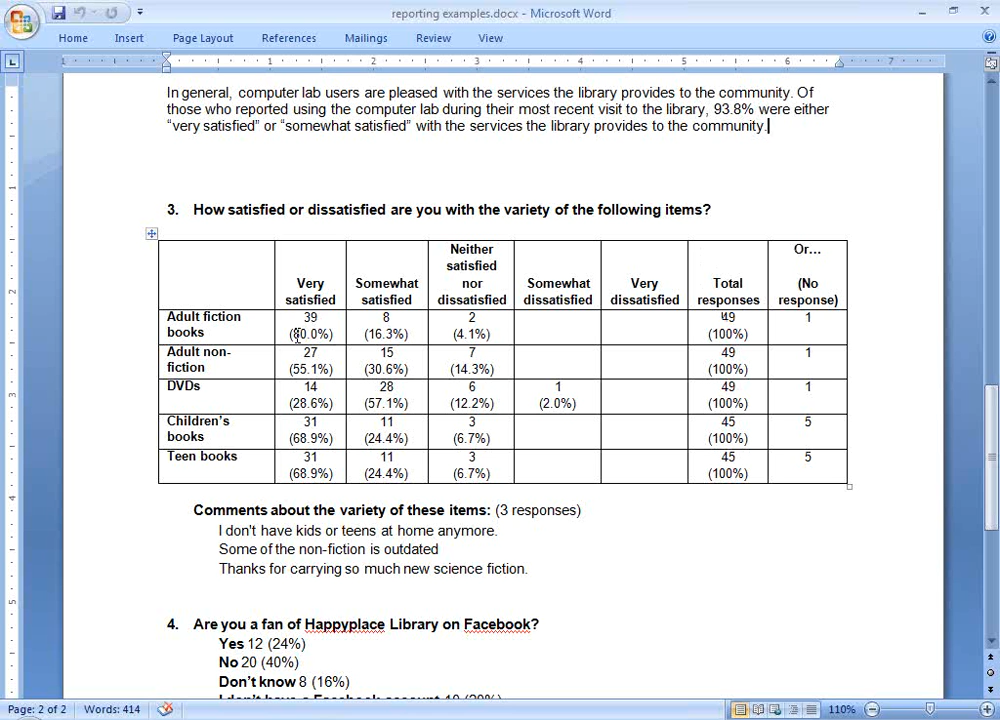 reporting examples.docx - Microsoft Word
Home Insert Page Layout References Mailings Review View
1 1 2 3 4 5 6 7
In general, computer lab users are pleased with the services the library provides to the community. Of
those who reported using the computer lab during their most recent visit to the library, 93.8% were either
“very satisfied” or “somewhat satisfied” with the services the library provides to the community.
3. How satisfied or dissatisfied are you with the variety of the following items?
Very satisfied Somewhat satisfied Neither satisfied nor dissatisfied Somewhat dissatisfied Very dissatisfied Total responses Or... (No response)
Adult fiction books 39 (80.0%) 8 (16.3%) 2 (4.1%) 49 (100%) 1
Adult non-fiction 27 (55.1%) 15 (30.6%) 7 (14.3%) 49 (100%) 1
DVDs 14 (28.6%) 28 (57.1%) 6 (12.2%) 1 (2.0%) 49 (100%) 1
Children's books 31 (68.9%) 11 (24.4%) 3 (6.7%) 45 (100%) 5
Teen books 31 (68.9%) 11 (24.4%) 3 (6.7%) 45 (100%) 5
Comments about the variety of these items: (3 responses)
I don't have kids or teens at home anymore.
Some of the non-fiction is outdated
Thanks for carrying so much new science fiction.
4. Are you a fan of Happyplace Library on Facebook?
Yes 12 (24%)
No 20 (40%)
Don't know 8 (16%)
Page: 2 of 2 Words: 414 110%